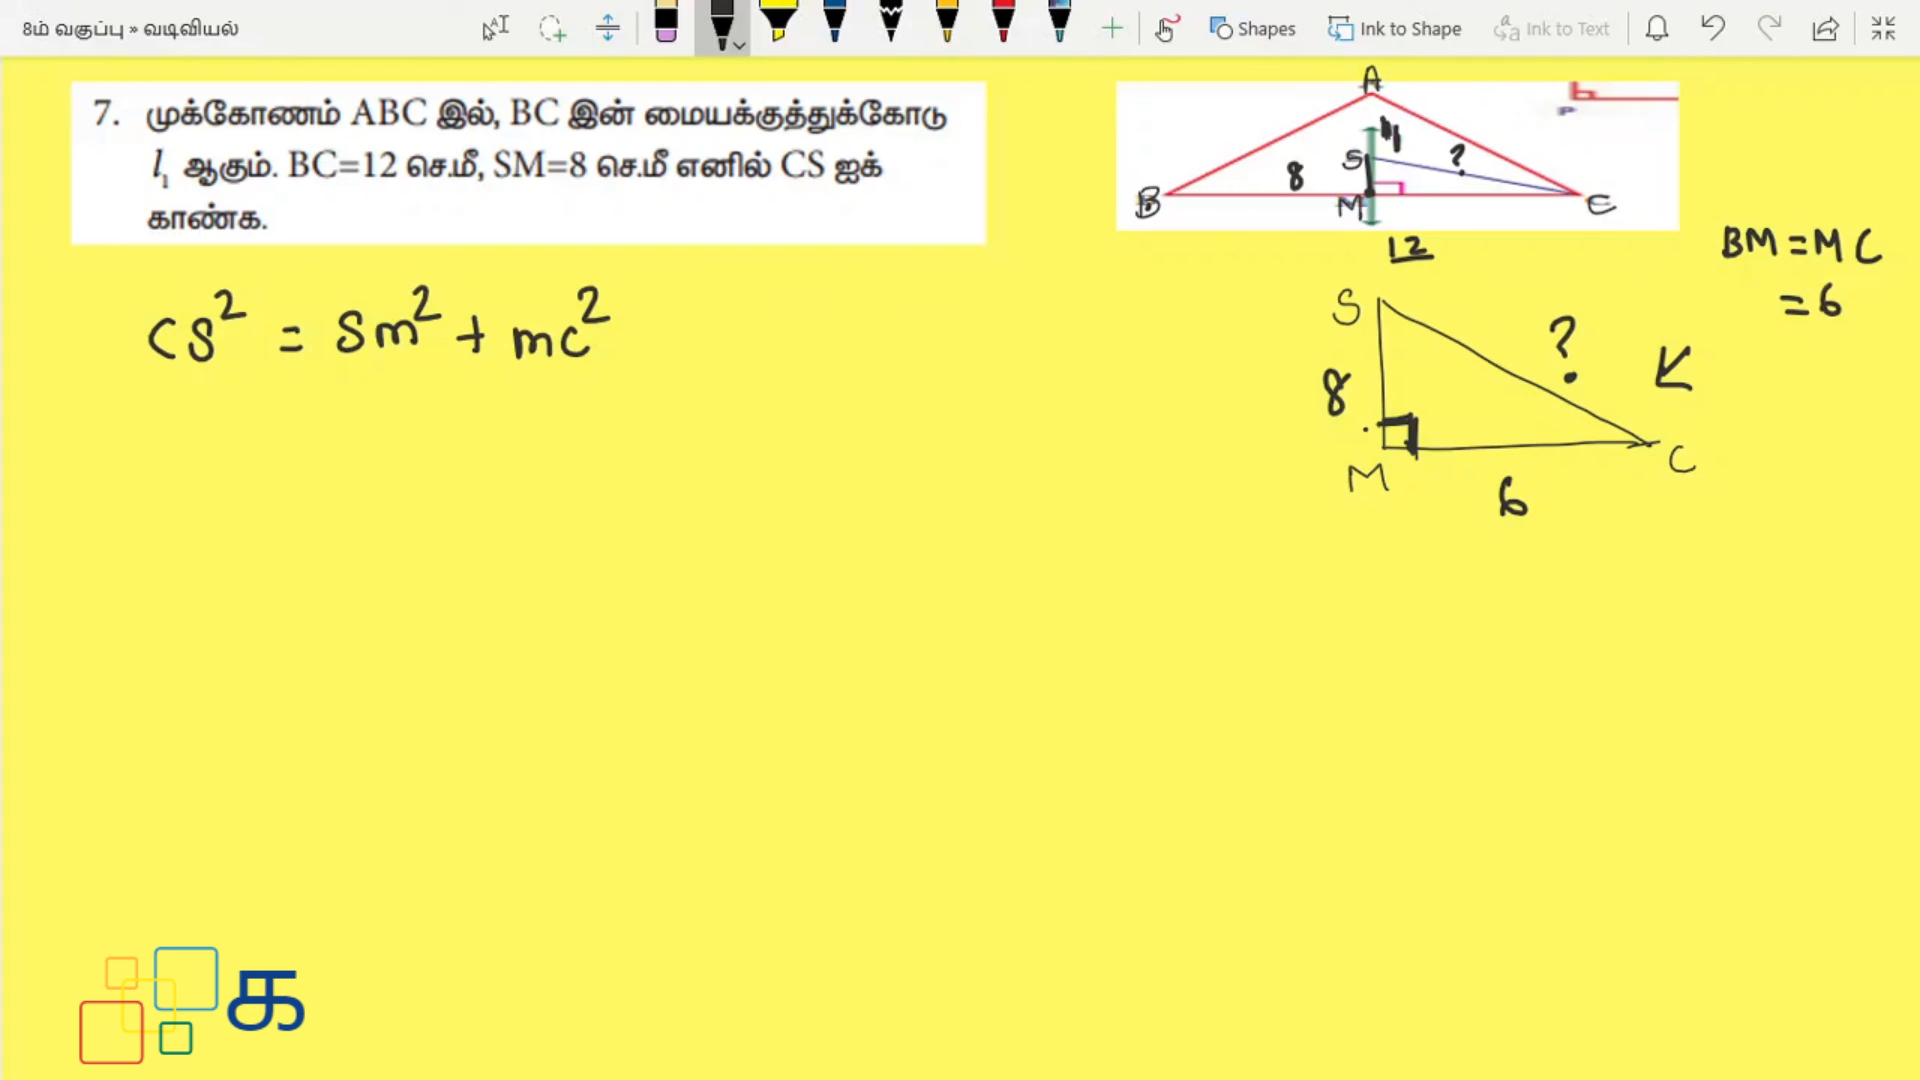 8ம் வகுப்பு » வடிவியல்
Shapes
Ink to Shape
Ink to Text
7. முக்கோணம் ABC இல், BC இன் மையக்குத்துக்கோடு
l₁ ஆகும். BC=12 செ.மீ, SM=8 செ.மீ எனில் CS ஐக்
காண்க.
A
S
?
8
B
M
C
12
BM = MC
= 6
CS² = Sm² + mc²
S
?
8
M
C
6
க